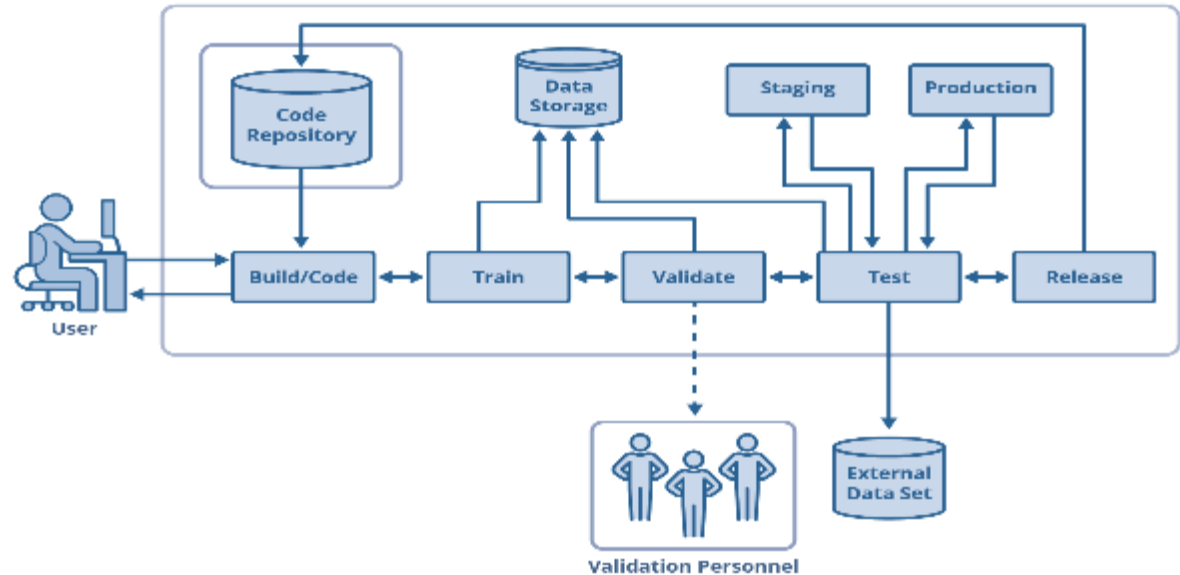 Code
Repository
Data
Storage
Staging
Production
User
Build/Code
Train
Validate
Test
Release
External
Data Set
Validation Personnel